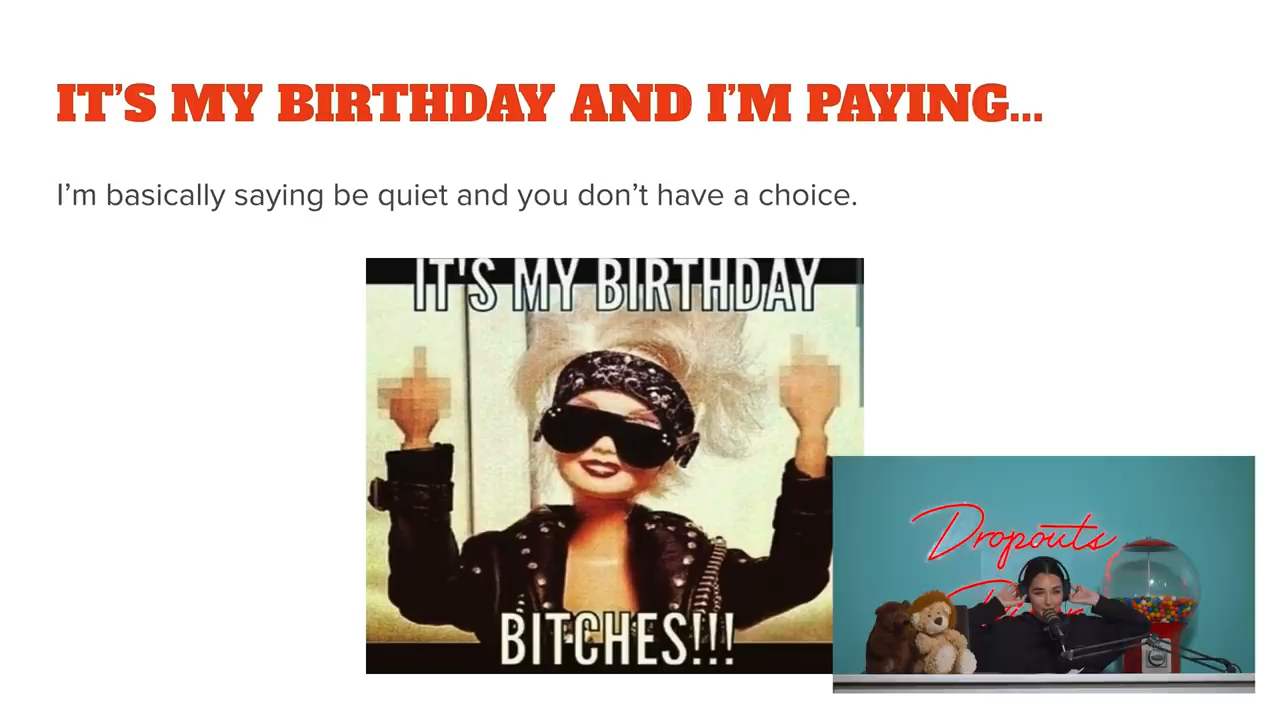 IT’S MY BIRTHDAY AND I’M PAYING...
I’m basically saying be quiet and you don’t have a choice.
IT'S MY BIRTHDAY
BITCHES!!!
Dropouts